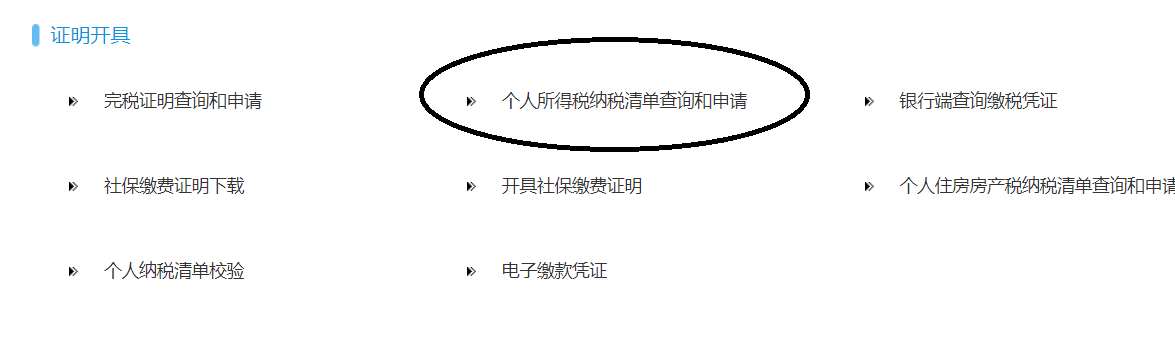 证明开具
完税证明查询和申请
个人所得税纳税清单查询和申请
银行端查询缴税凭证
社保缴费证明下载
开具社保缴费证明
个人住房房产税纳税清单查询和申请
个人纳税清单校验
电子缴款凭证